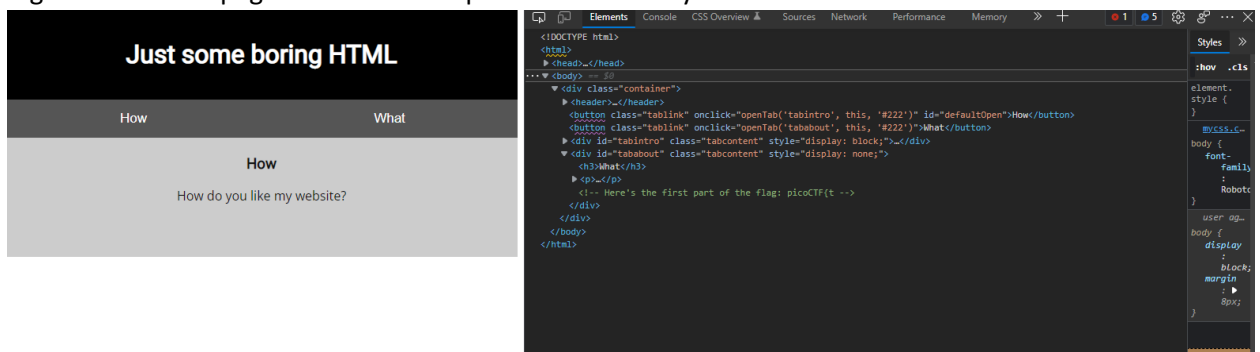 Just some boring HTML
How What
How
How do you like my website?
Elements Console CSS Overview Sources Network Performance Memory » + 1 5 ··· ×
<!DOCTYPE html>
<html>
▶<head>…</head>
··· ▼<body> == $0
▼<div class="container">
▶<header>…</header>
<button class="tablink" onclick="openTab('tabintro', this, '#222')" id="defaultOpen">How</button>
<button class="tablink" onclick="openTab('tababout', this, '#222')">What</button>
▶<div id="tabintro" class="tabcontent" style="display: block;">…</div>
▼<div id="tababout" class="tabcontent" style="display: none;">
<h3>What</h3>
▶<p>…</p>
<!-- Here's the first part of the flag: picoCTF{t -->
</div>
</div>
</body>
</html>
Styles »
:hov .cls
element.
style {
}
mycss.c…
body {
font-
family
:
Roboto
}
user ag…
body {
display
:
block;
margin
: ▶
8px;
}